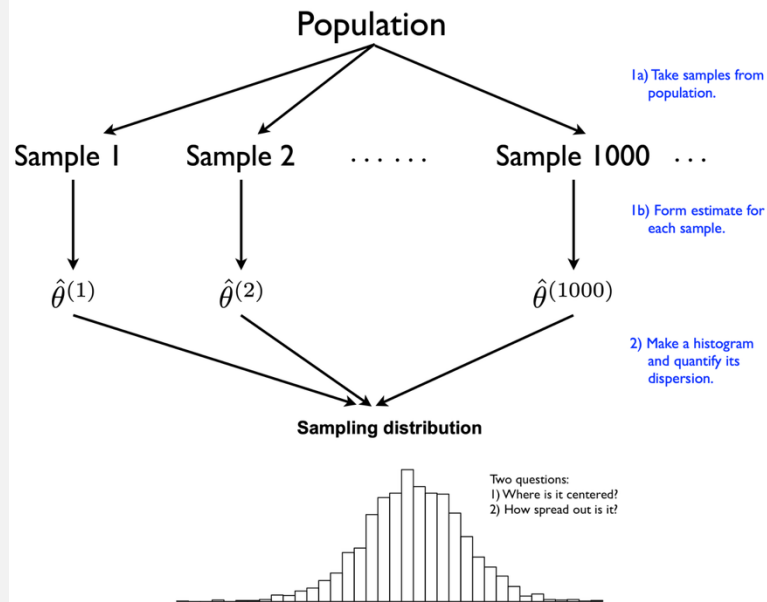 Population
1a) Take samples from
population.
Sample 1
Sample 2
. . . . . .
Sample 1000
. . .
1b) Form estimate for
each sample.
θ̂⁽¹⁾
θ̂⁽²⁾
θ̂⁽¹⁰⁰⁰⁾
2) Make a histogram
and quantify its
dispersion.
Sampling distribution
Two questions:
1) Where is it centered?
2) How spread out is it?